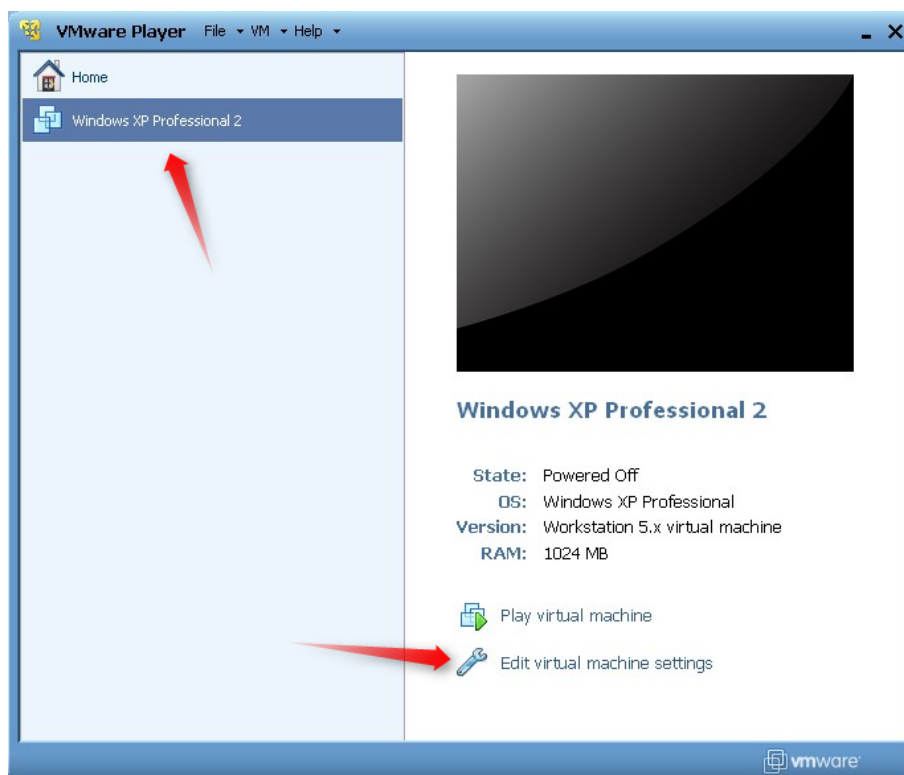 VMware Player File VM Help
Home
Windows XP Professional 2
Windows XP Professional 2
State: Powered Off
OS: Windows XP Professional
Version: Workstation 5.x virtual machine
RAM: 1024 MB
Play virtual machine
Edit virtual machine settings
vmware